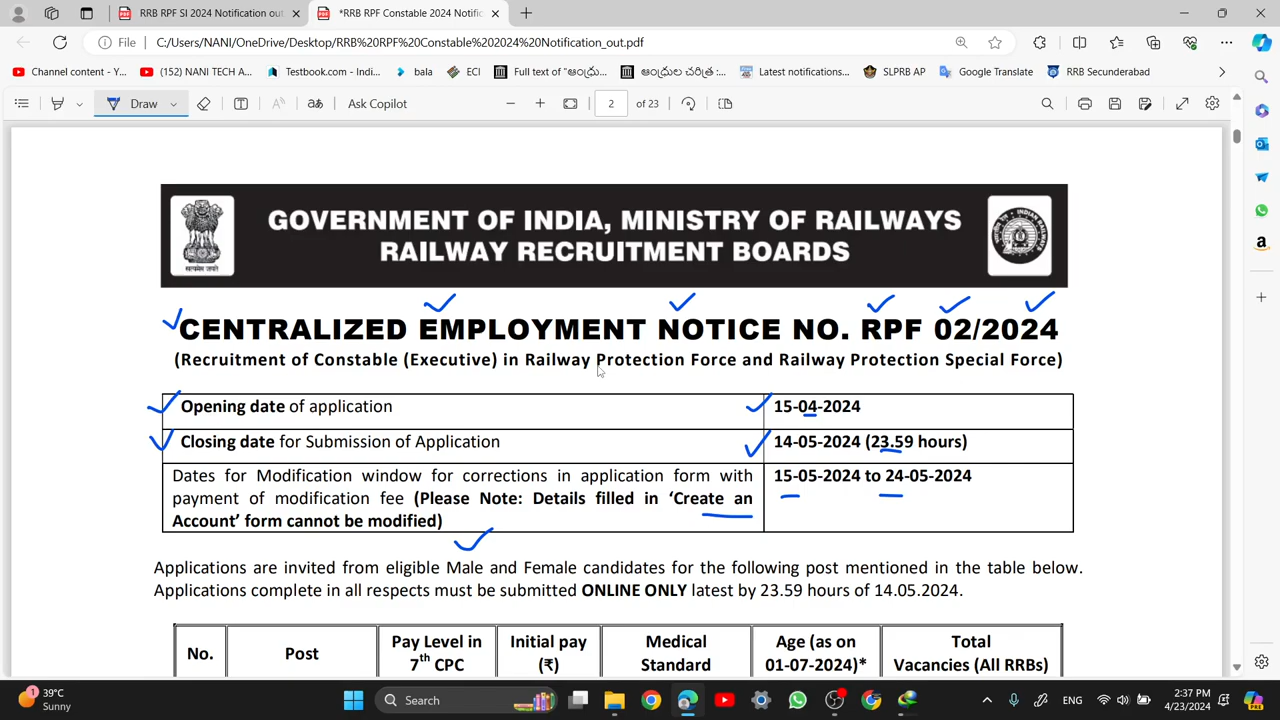 RRB RPF SI 2024 Notification out
*RRB RPF Constable 2024 Notific
File C:/Users/NANI/OneDrive/Desktop/RRB%20RPF%20Constable%202024%20Notification_out.pdf
Channel content - Y... (152) NANI TECH A... Testbook.com - Indi... bala ECI Full text of "ఆంధ్రు... ఆంధ్రుల చరిత్ర :... Latest notifications... SLPRB AP Google Translate RRB Secunderabad
Draw Ask Copilot 2 of 23
GOVERNMENT OF INDIA, MINISTRY OF RAILWAYS
RAILWAY RECRUITMENT BOARDS
CENTRALIZED EMPLOYMENT NOTICE NO. RPF 02/2024
(Recruitment of Constable (Executive) in Railway Protection Force and Railway Protection Special Force)
Opening date of application 15-04-2024
Closing date for Submission of Application 14-05-2024 (23.59 hours)
Dates for Modification window for corrections in application form with 15-05-2024 to 24-05-2024
payment of modification fee (Please Note: Details filled in ‘Create an
Account’ form cannot be modified)
Applications are invited from eligible Male and Female candidates for the following post mentioned in the table below.
Applications complete in all respects must be submitted ONLINE ONLY latest by 23.59 hours of 14.05.2024.
No. Post Pay Level in 7th CPC Initial pay (₹) Medical Standard Age (as on 01-07-2024)* Total Vacancies (All RRBs)
1 39°C Search ENG 2:37 PM
Sunny 4/23/2024